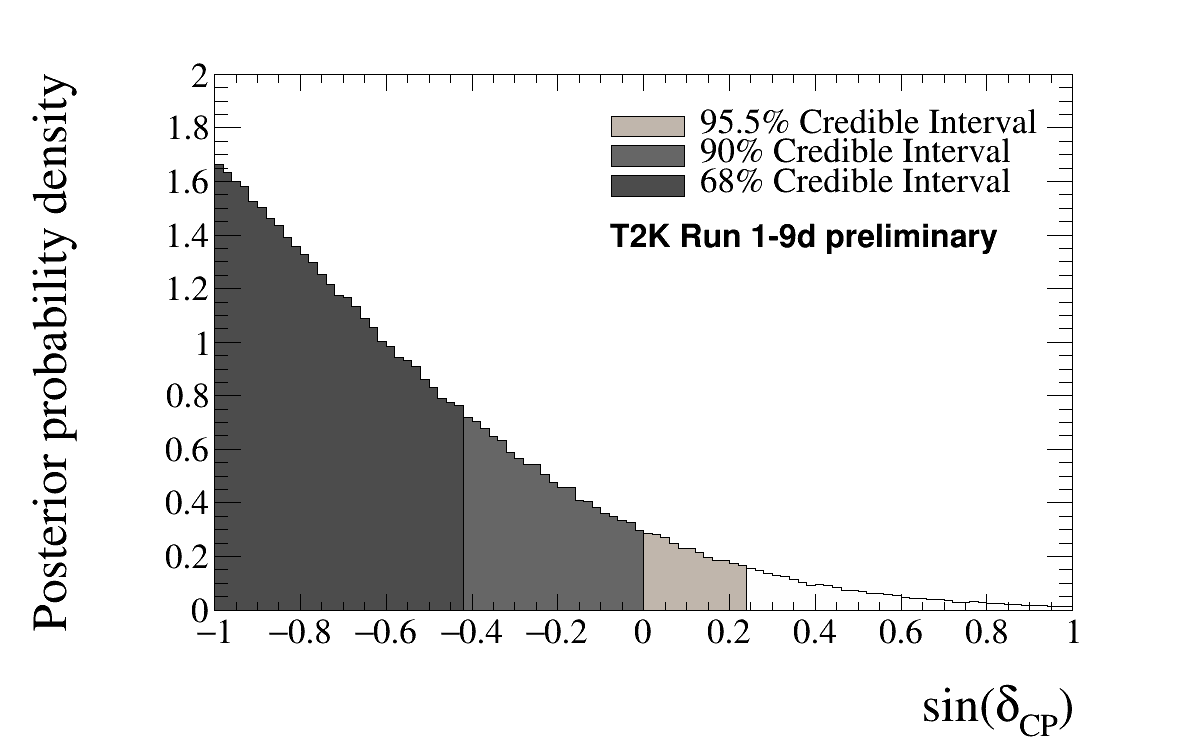 Posterior probability density
2
1.8
1.6
1.4
1.2
1
0.8
0.6
0.4
0.2
0
95.5% Credible Interval
90% Credible Interval
68% Credible Interval
T2K Run 1-9d preliminary
−1 −0.8 −0.6 −0.4 −0.2 0 0.2 0.4 0.6 0.8 1
sin(δCP)